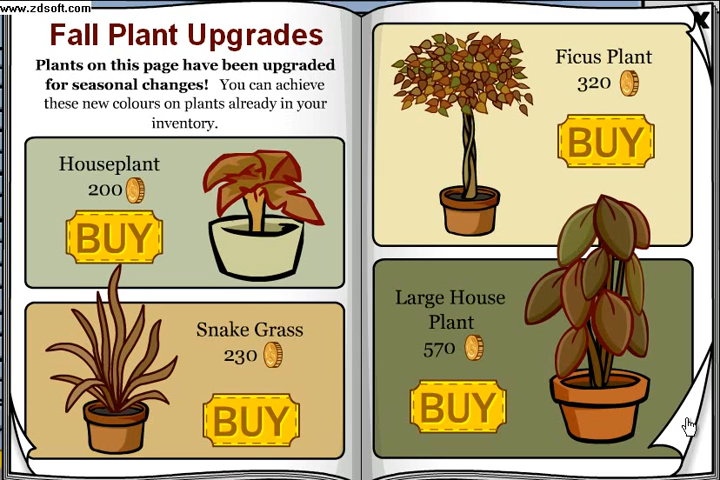 www.zdsoft.com
Fall Plant Upgrades
Plants on this page have been upgraded
for seasonal changes! You can achieve
these new colours on plants already in your
inventory.
Houseplant
200
BUY
Snake Grass
230
BUY
Ficus Plant
320
BUY
Large House
Plant
570
BUY
X